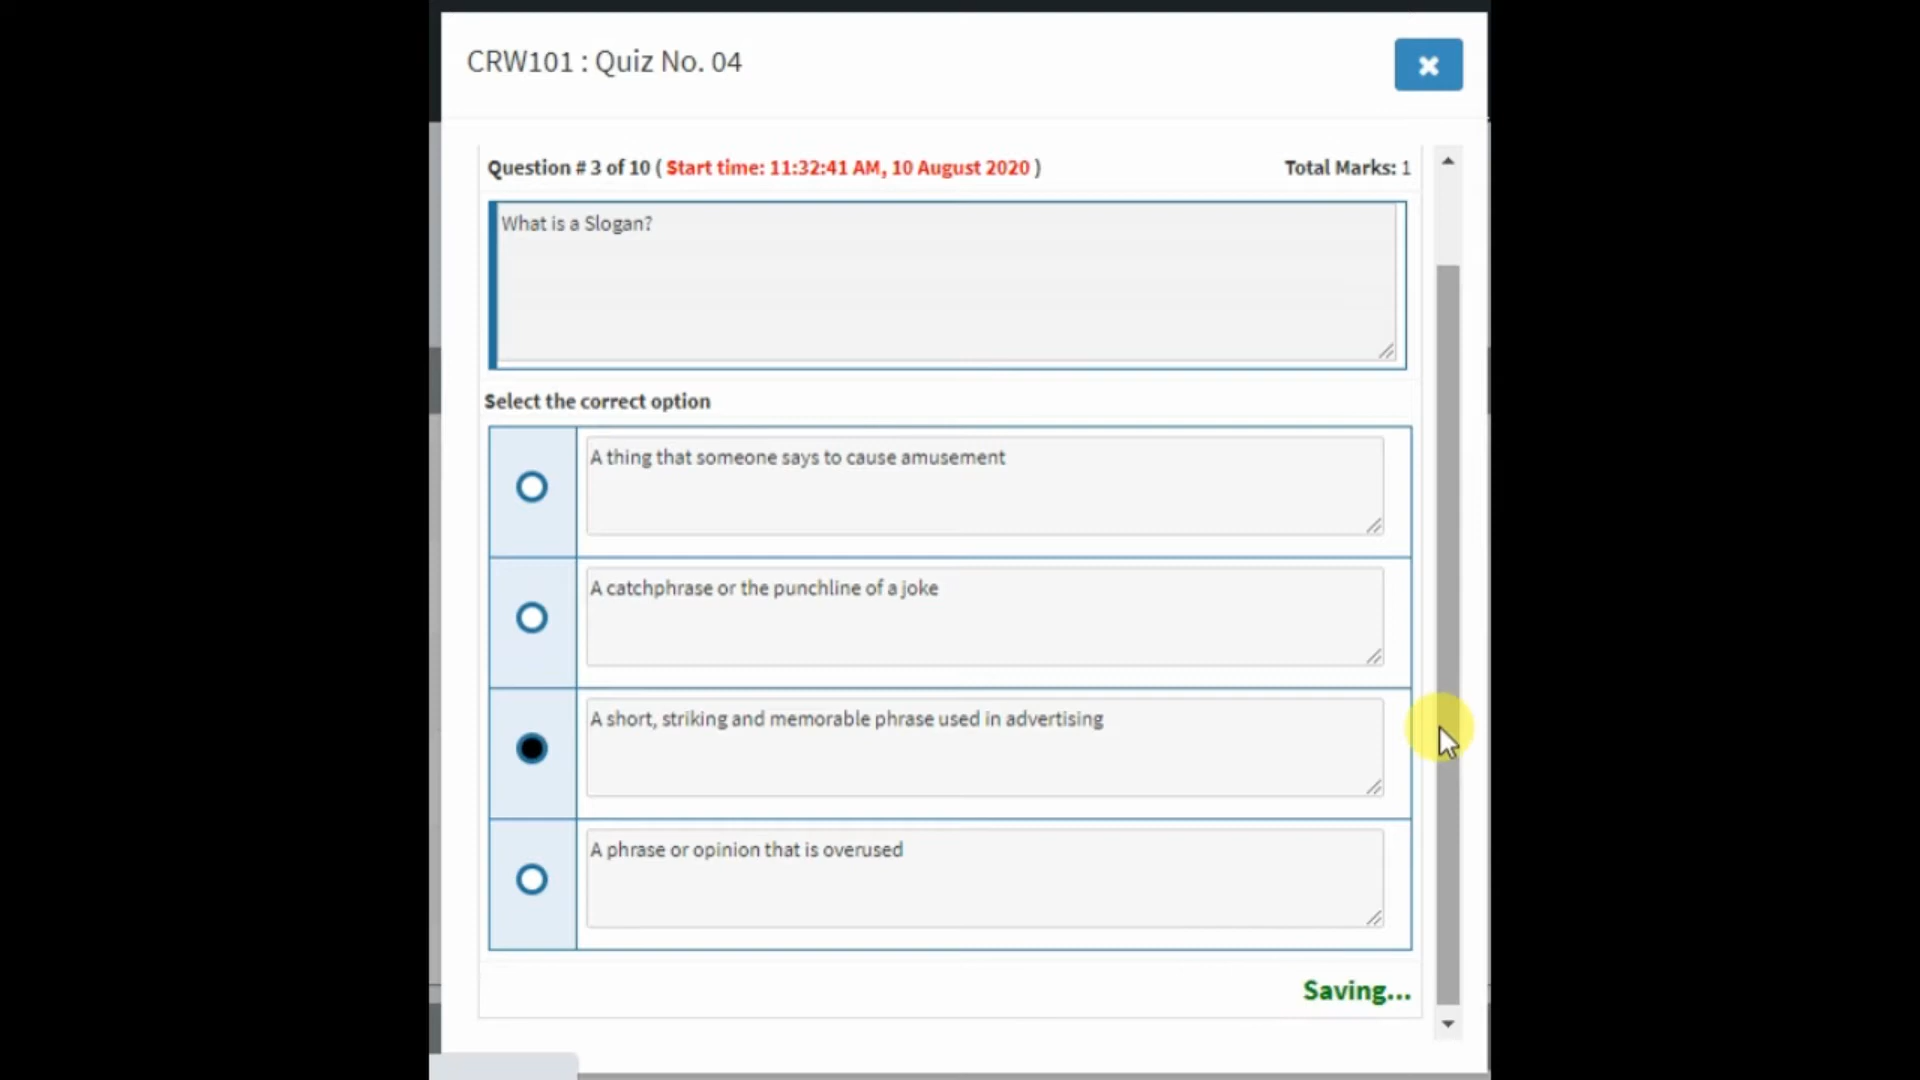 CRW101 : Quiz No. 04
Question # 3 of 10 ( Start time: 11:32:41 AM, 10 August 2020 ) Total Marks: 1
What is a Slogan?
Select the correct option
A thing that someone says to cause amusement
A catchphrase or the punchline of a joke
A short, striking and memorable phrase used in advertising
A phrase or opinion that is overused
Saving...